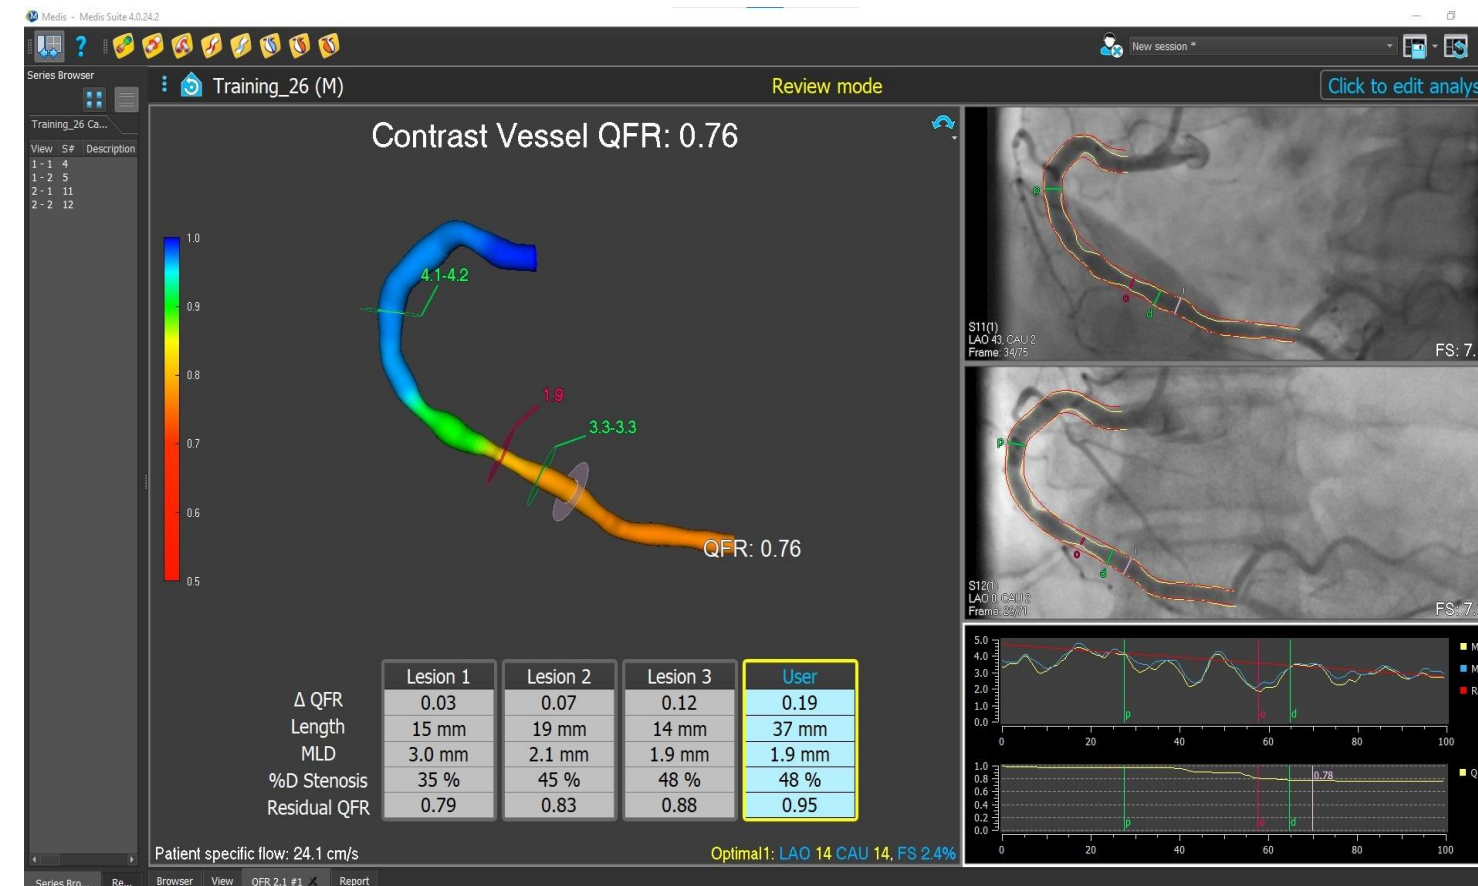 Medis - Medis Suite 4.0.24.2
New session *
Series Browser
Training_26 Ca...
View S# Description
1 - 1 4
1 - 2 5
2 - 1 11
2 - 2 12
Training_26 (M)
Review mode
Click to edit analys
Contrast Vessel QFR: 0.76
1.0
0.9
0.8
0.7
0.6
0.5
4.1-4.2
1.9
3.3-3.3
QFR: 0.76
Lesion 1 Lesion 2 Lesion 3 User
Δ QFR 0.03 0.07 0.12 0.19
Length 15 mm 19 mm 14 mm 37 mm
MLD 3.0 mm 2.1 mm 1.9 mm 1.9 mm
%D Stenosis 35 % 45 % 48 % 48 %
Residual QFR 0.79 0.83 0.88 0.95
Patient specific flow: 24.1 cm/s
Optimal1: LAO 14 CAU 14, FS 2.4%
p
o
d
i
S11(1)
LAO 43, CAU 2
Frame: 34/75
FS: 7.
p
o
d
i
S12(1)
LAO 0, CAU 2
FS: 7.
5.0
4.0
3.0
2.0
1.0
0.0
p o d
M
M
R
0 20 40 60 80 100
1.0
0.8
0.6
0.4
0.2
0.0
0.78
p o d
Q
0 20 40 60 80 100
Series Bro... Re... Browser View QFR 2.1 #1 Report